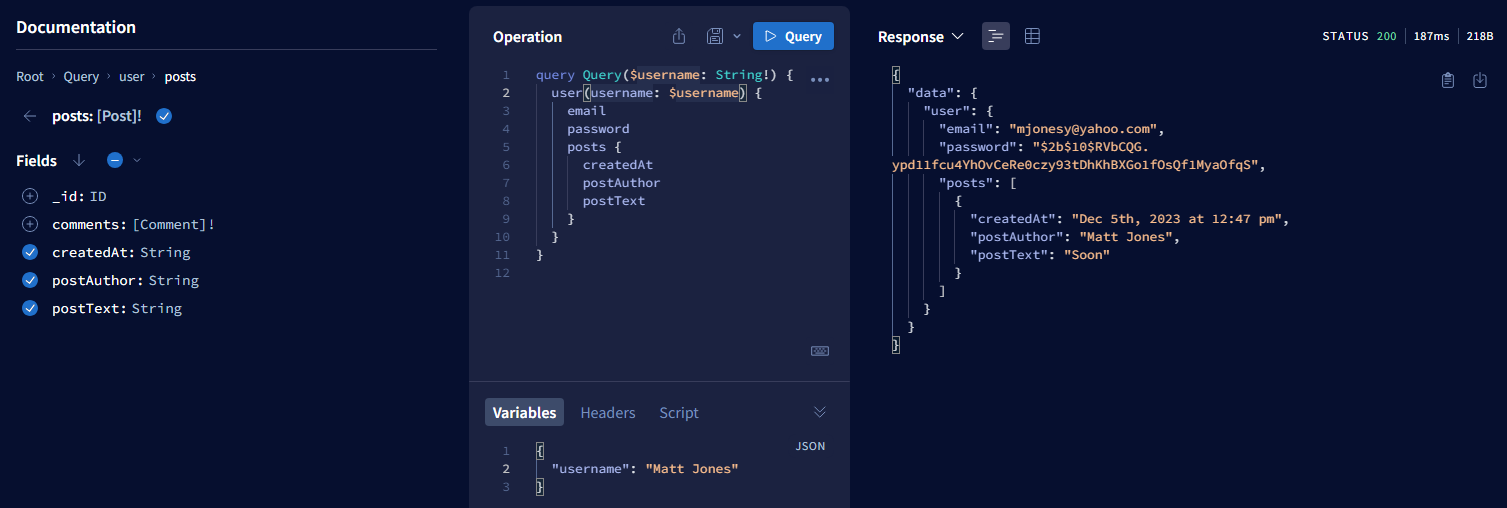 Documentation
Root › Query › user › posts
posts: [Post]!
Fields
_id: ID
comments: [Comment]!
createdAt: String
postAuthor: String
postText: String
Operation
Query
1 query Query($username: String!) {
2 user(username: $username) {
3 email
4 password
5 posts {
6 createdAt
7 postAuthor
8 postText
9 }
10 }
11 }
12
Variables Headers Script
JSON
1 {
2 "username": "Matt Jones"
3 }
Response
STATUS 200 187ms 218B
{
"data": {
"user": {
"email": "mjonesy@yahoo.com",
"password": "$2b$10$RVbCQG.
ypd11fcu4YhOvCeRe0czy93tDhKhBXGo1fOsQf1MyaOfqS",
"posts": [
{
"createdAt": "Dec 5th, 2023 at 12:47 pm",
"postAuthor": "Matt Jones",
"postText": "Soon"
}
]
}
}
}